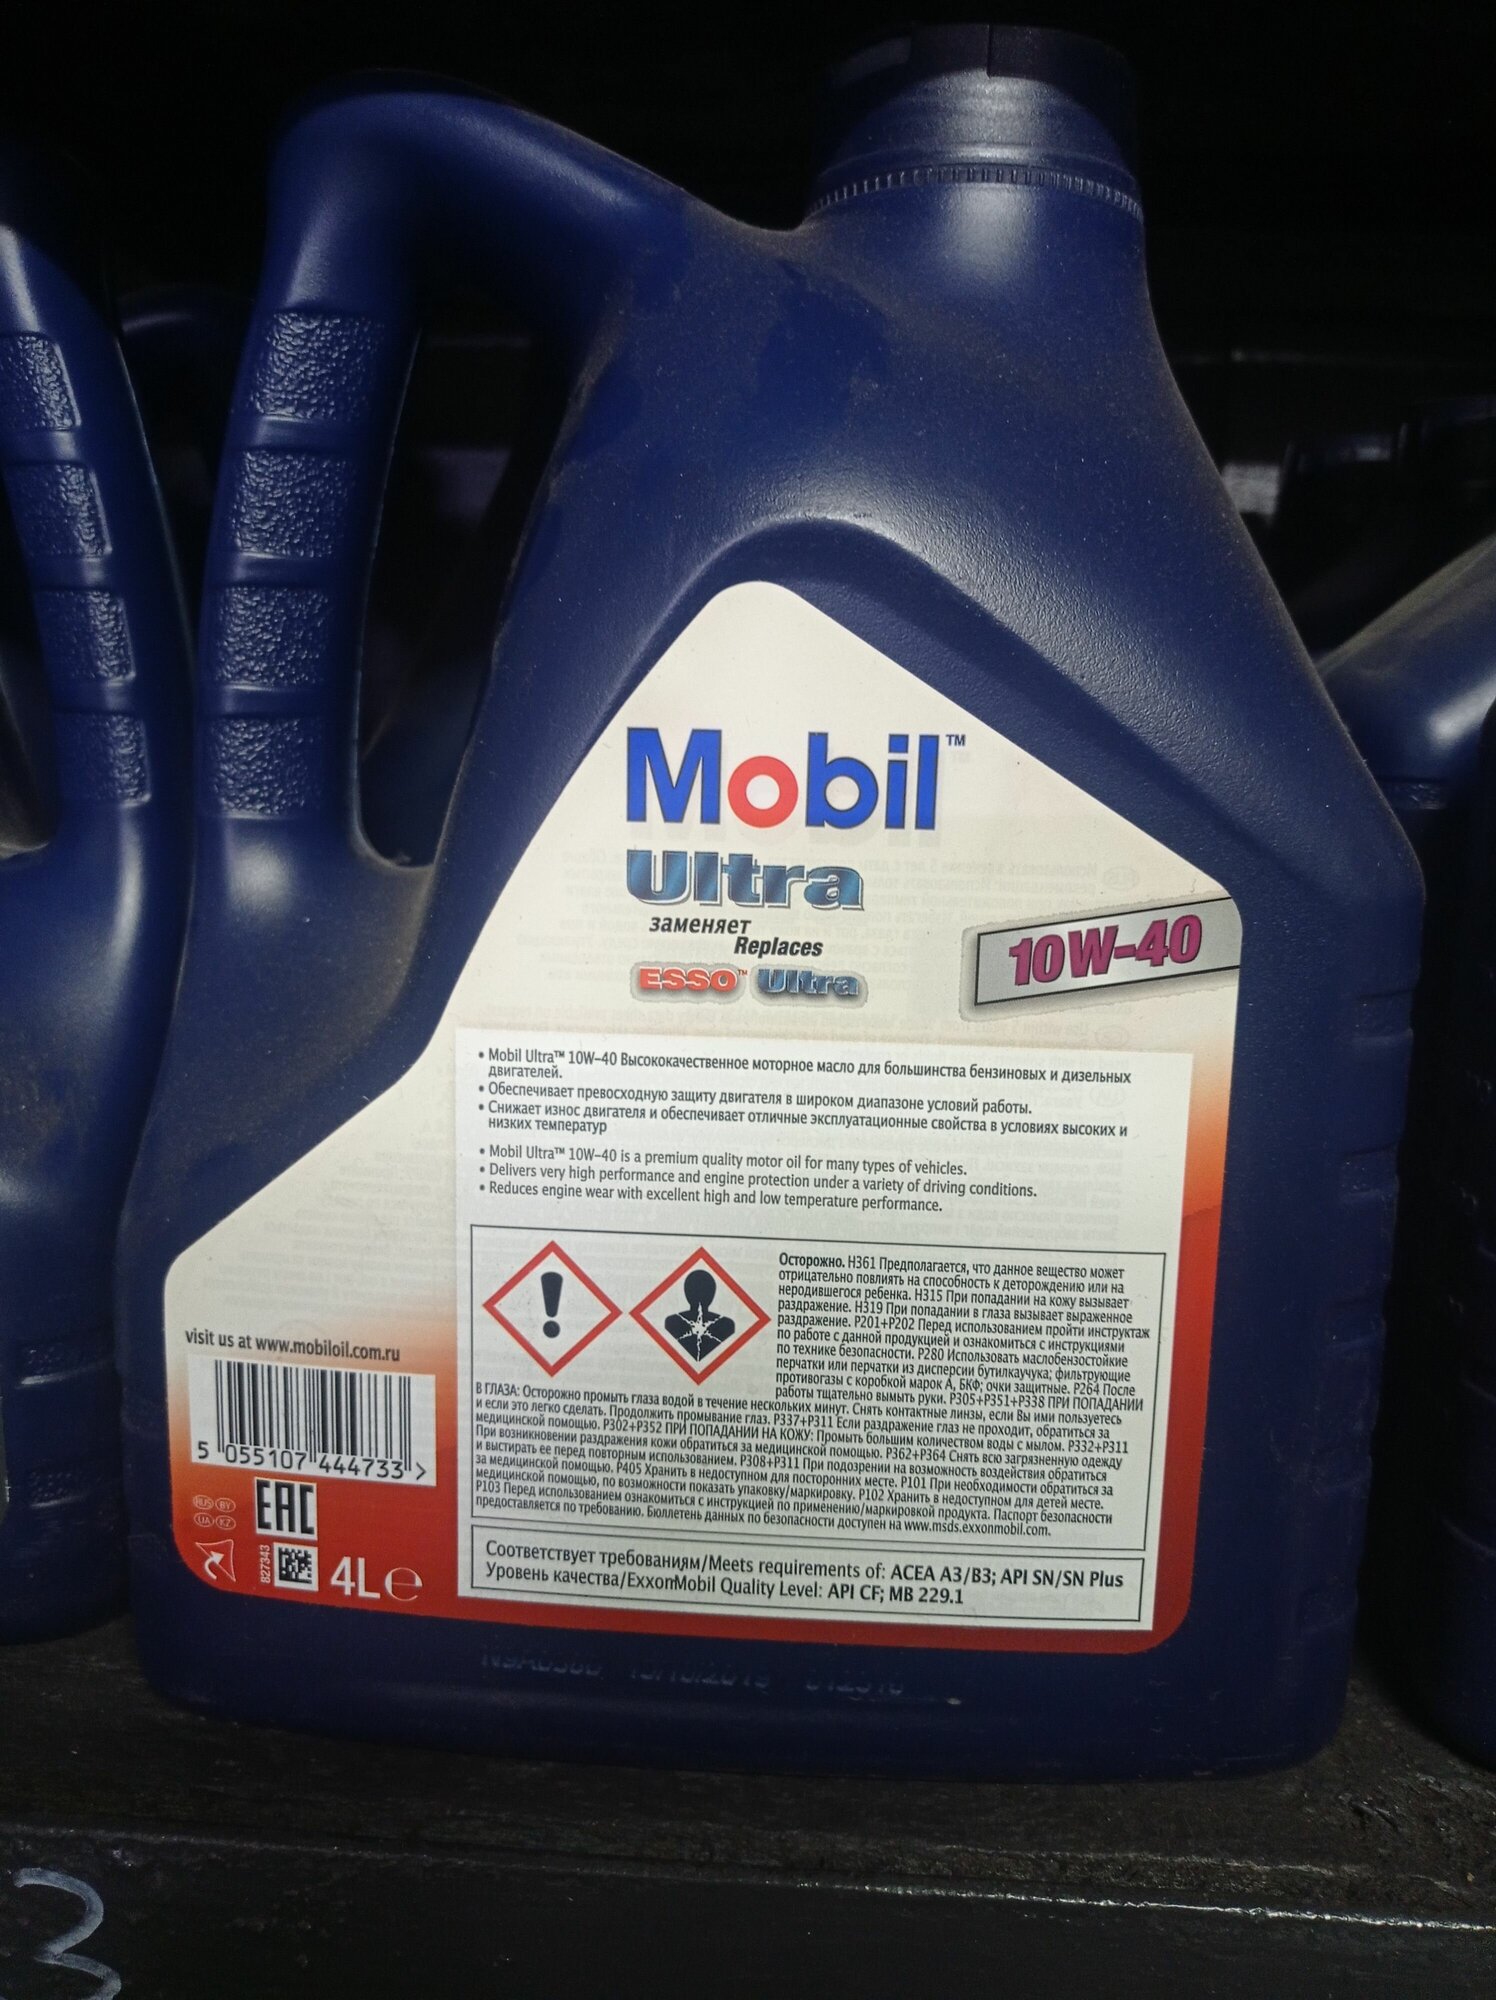 Mobil™
Ultra
заменяет
Replaces
ESSO™ Ultra
10W-40
• Mobil Ultra™ 10W–40 Высококачественное моторное масло для большинства бензиновых и дизельных
двигателей.
• Обеспечивает превосходную защиту двигателя в широком диапазоне условий работы.
• Снижает износ двигателя и обеспечивает отличные эксплуатационные свойства в условиях высоких и
низких температур
• Mobil Ultra™ 10W–40 is a premium quality motor oil for many types of vehicles.
• Delivers very high performance and engine protection under a variety of driving conditions.
• Reduces engine wear with excellent high and low temperature performance.
Осторожно. H361 Предполагается, что данное вещество может
отрицательно повлиять на способность к деторождению или на
неродившегося ребенка. H315 При попадании на кожу вызывает
раздражение. H319 При попадании в глаза вызывает выраженное
раздражение. P201+P202 Перед использованием пройти инструктаж
по работе с данной продукцией и ознакомиться с инструкциями
по технике безопасности. P280 Использовать маслобензостойкие
перчатки или перчатки из дисперсии бутилкаучука; фильтрующие
противогазы с коробкой марок А, БКФ; очки защитные. P264 После
работы тщательно вымыть руки. P305+P351+P338 ПРИ ПОПАДАНИИ
В ГЛАЗА: Осторожно промыть глаза водой в течение нескольких минут. Снять контактные линзы, если Вы ими пользуетесь
и если это легко сделать. Продолжить промывание глаз. P337+P311 Если раздражение глаз не проходит, обратиться за
медицинской помощью. P302+P352 ПРИ ПОПАДАНИИ НА КОЖУ: Промыть большим количеством воды с мылом. P332+P311
При возникновении раздражения кожи обратиться за медицинской помощью. P362+P364 Снять всю загрязненную одежду
и выстирать ее перед повторным использованием. P308+P311 При подозрении на возможность воздействия обратиться
за медицинской помощью. P405 Хранить в недоступном для посторонних месте. P101 При необходимости обратиться за
медицинской помощью, по возможности показать упаковку/маркировку. P102 Хранить в недоступном для детей месте.
P103 Перед использованием ознакомиться с инструкцией по применению/маркировкой продукта. Паспорт безопасности
предоставляется по требованию. Бюллетень данных по безопасности доступен на www.msds.exxonmobil.com.
Соответствует требованиям/Meets requirements of: ACEA A3/B3; API SN/SN Plus
Уровень качества/ExxonMobil Quality Level: API CF; MB 229.1
visit us at www.mobiloil.com.ru
5 055107 444733 >
EAC
RUS BY
UA KZ
827343
4L℮
3